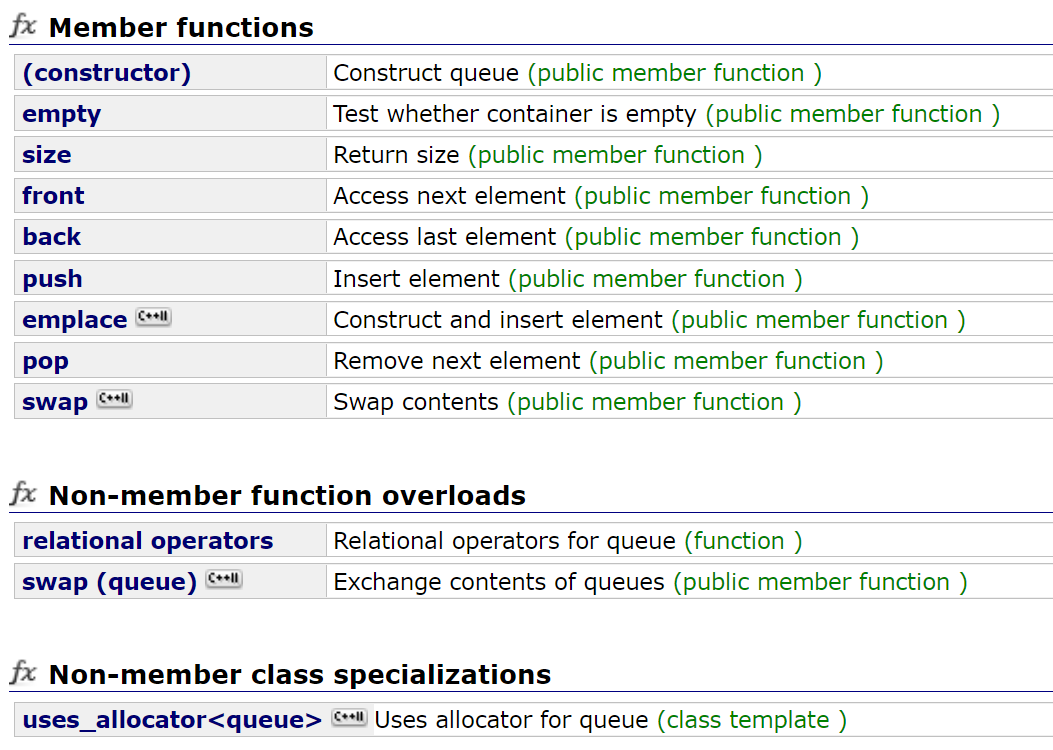 fx Member functions
(constructor) Construct queue (public member function )
empty Test whether container is empty (public member function )
size Return size (public member function )
front Access next element (public member function )
back Access last element (public member function )
push Insert element (public member function )
emplace C++11 Construct and insert element (public member function )
pop Remove next element (public member function )
swap C++11 Swap contents (public member function )
fx Non-member function overloads
relational operators Relational operators for queue (function )
swap (queue) C++11 Exchange contents of queues (public member function )
fx Non-member class specializations
uses_allocator<queue> C++11 Uses allocator for queue (class template )